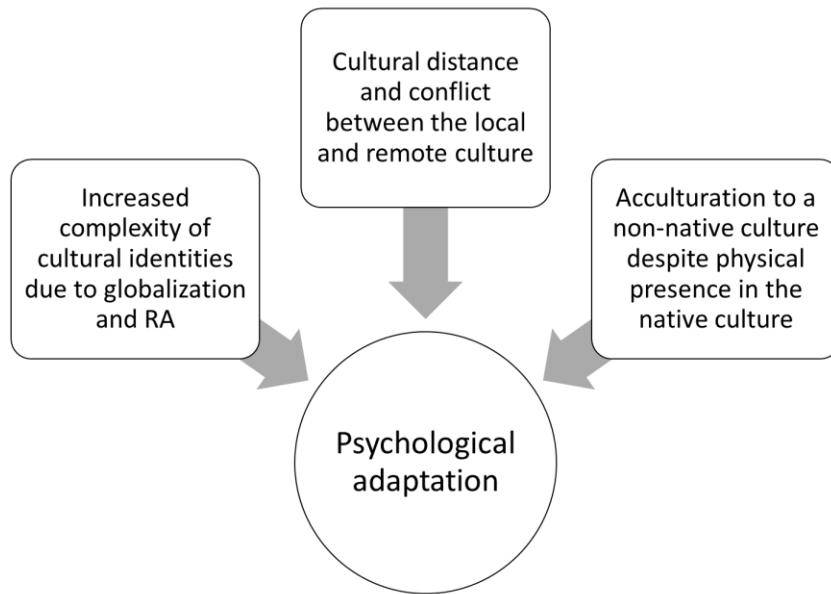 Cultural distance
and conflict
between the local
and remote culture
Increased
complexity of
cultural identities
due to globalization
and RA
Acculturation to a
non-native culture
despite physical
presence in the
native culture
Psychological
adaptation